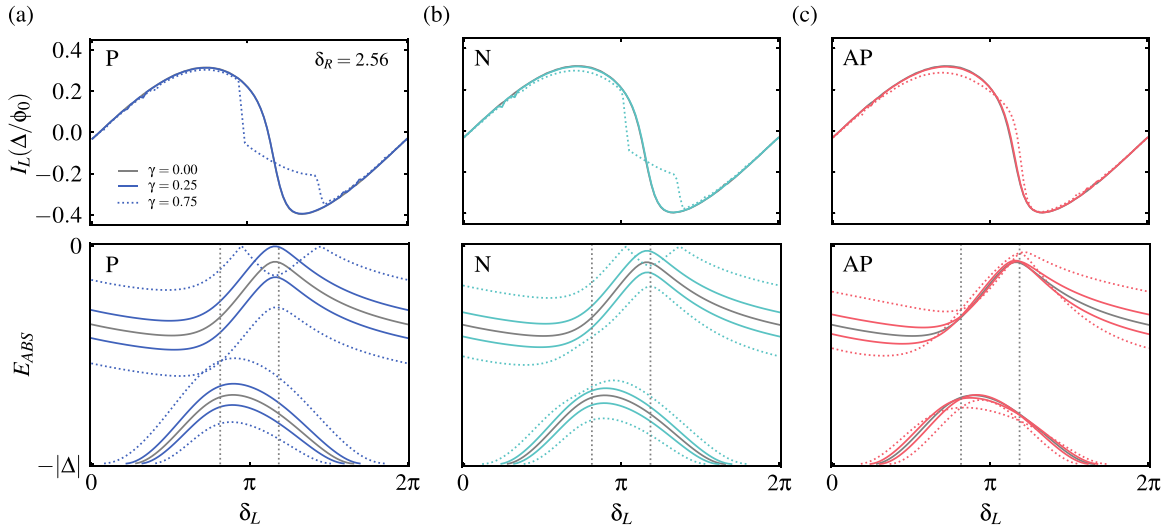 (a)
(b)
(c)
0.4
0.2
0.0
−0.2
−0.4
I_L(Δ/ϕ_0)
P
δ_R = 2.56
γ = 0.00
γ = 0.25
γ = 0.75
N
AP
0
−|Δ|
E_ABS
P
N
AP
0
π
2π
0
π
2π
0
π
2π
δ_L
δ_L
δ_L